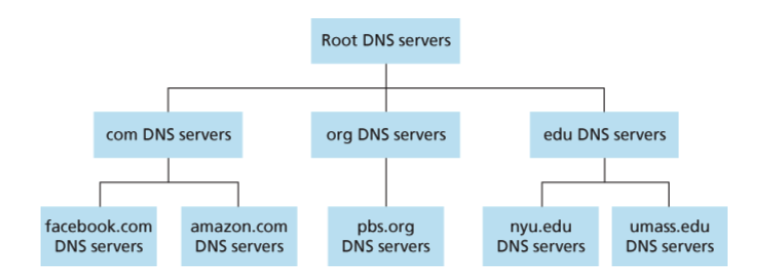 Root DNS servers
com DNS servers
org DNS servers
edu DNS servers
facebook.com
DNS servers
amazon.com
DNS servers
pbs.org
DNS servers
nyu.edu
DNS servers
umass.edu
DNS servers